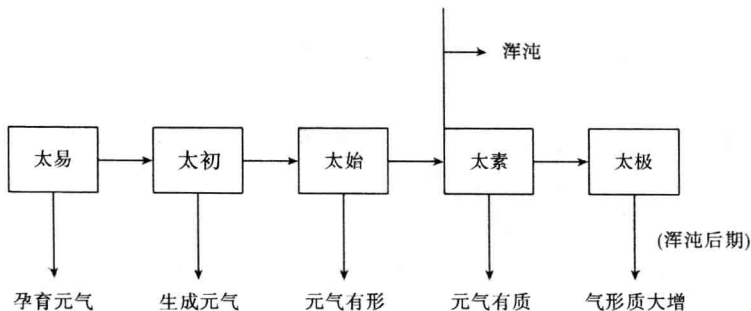 浑沌
太易
太初
太始
太素
太极
(浑沌后期)
孕育元气
生成元气
元气有形
元气有质
气形质大增